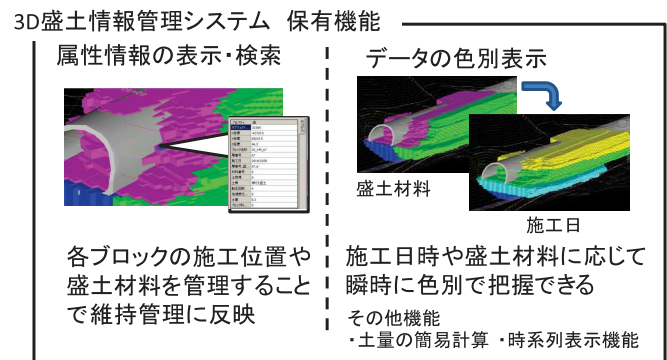 3D盛土情報管理システム 保有機能
属性情報の表示・検索
各ブロックの施工位置や
盛土材料を管理すること
で維持管理に反映
データの色別表示
盛土材料
施工日
施工日時や盛土材料に応じて
瞬時に色別で把握できる
その他機能
・土量の簡易計算 ・時系列表示機能